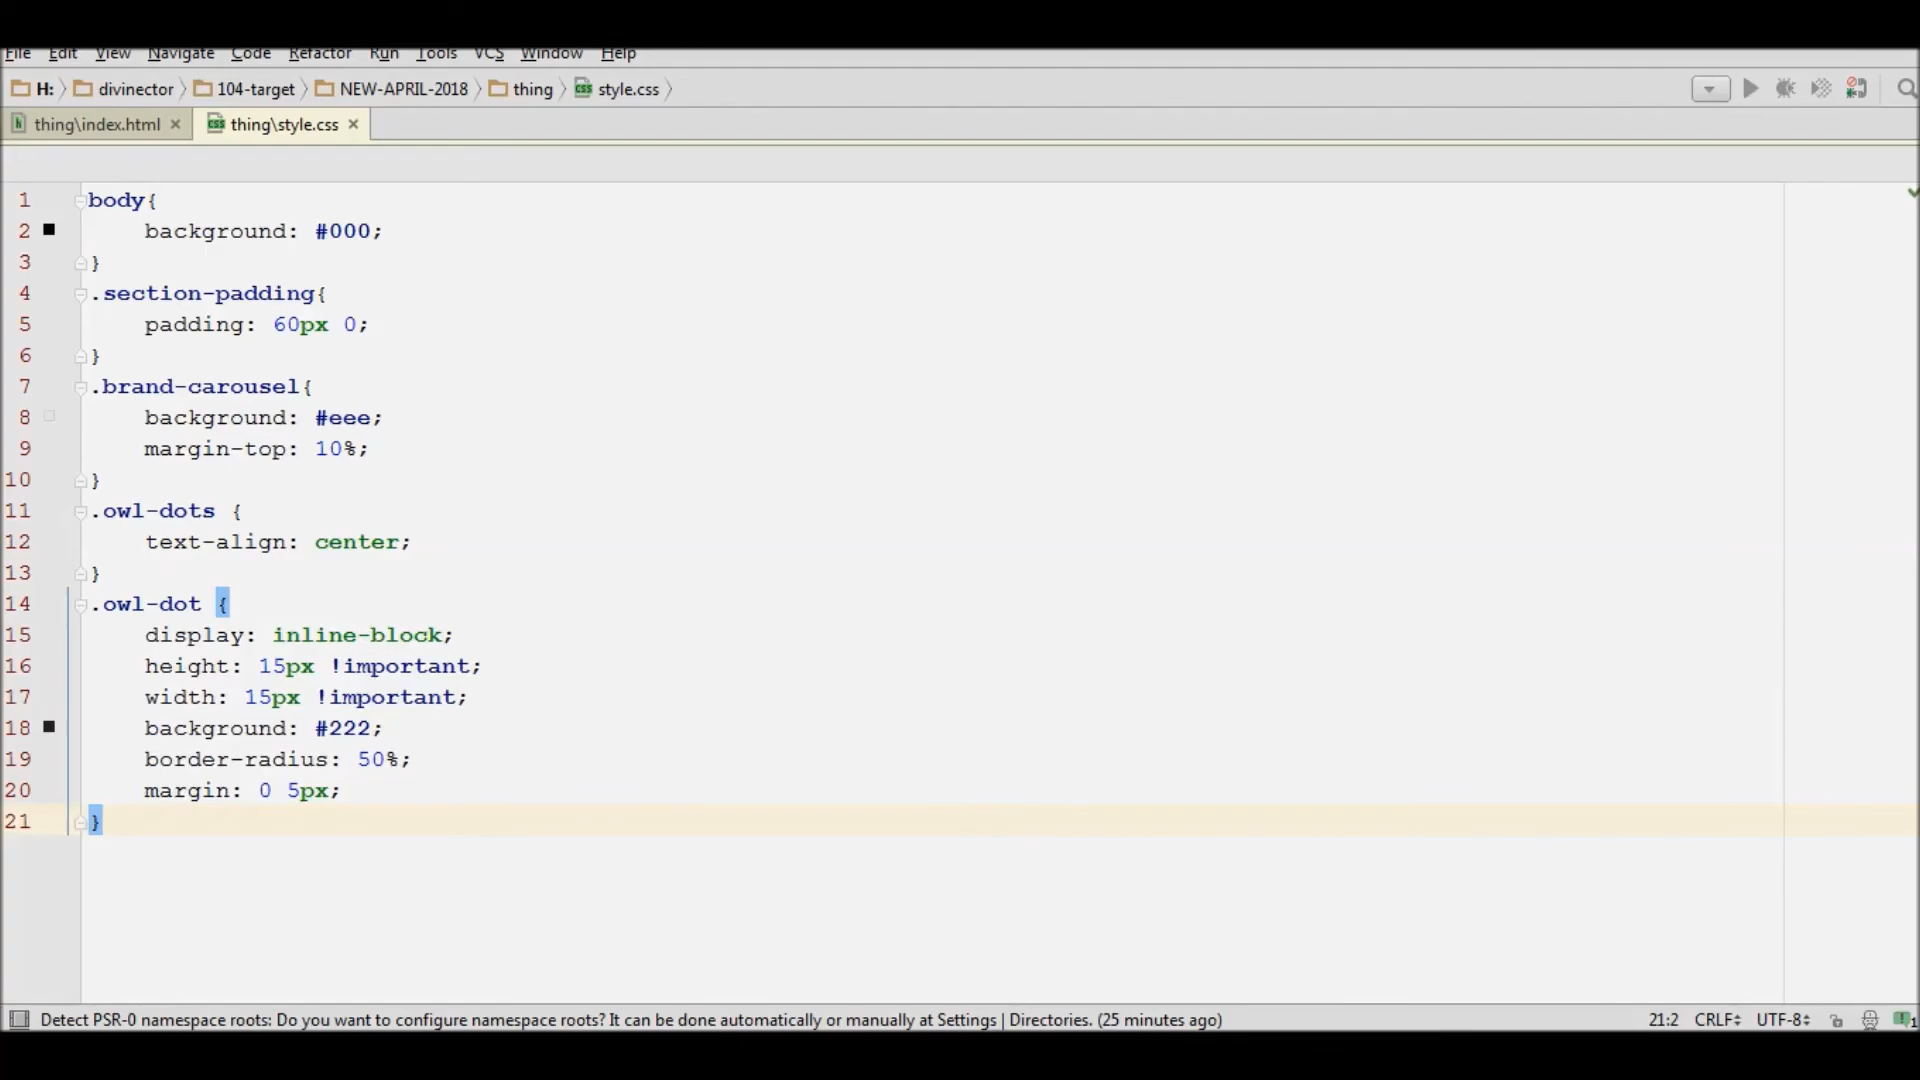 File Edit View Navigate Code Refactor Run Tools VCS Window Help
H: divinector 104-target NEW-APRIL-2018 thing style.css
thing\index.html thing\style.css
1 body{
2 background: #000;
3 }
4 .section-padding{
5 padding: 60px 0;
6 }
7 .brand-carousel{
8 background: #eee;
9 margin-top: 10%;
10 }
11 .owl-dots {
12 text-align: center;
13 }
14 .owl-dot {
15 display: inline-block;
16 height: 15px !important;
17 width: 15px !important;
18 background: #222;
19 border-radius: 50%;
20 margin: 0 5px;
21 }
Detect PSR-0 namespace roots: Do you want to configure namespace roots? It can be done automatically or manually at Settings | Directories. (25 minutes ago) 21:2 CRLF UTF-8 1